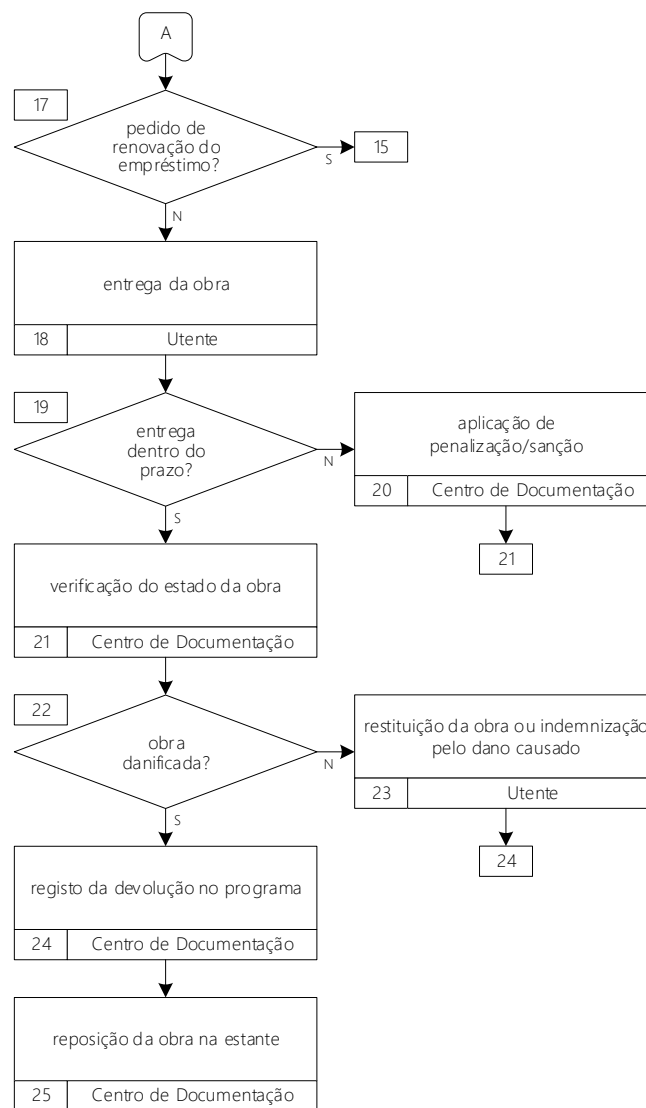 A
17
pedido de
renovação do
empréstimo?
S
15
N
entrega da obra
18 Utente
19
entrega
dentro do
prazo?
N
aplicação de
penalização/sanção
20 Centro de Documentação
S
21
verificação do estado da obra
21 Centro de Documentação
22
obra
danificada?
N
restituição da obra ou indemnização
pelo dano causado
23 Utente
S
24
registo da devolução no programa
24 Centro de Documentação
reposição da obra na estante
25 Centro de Documentação